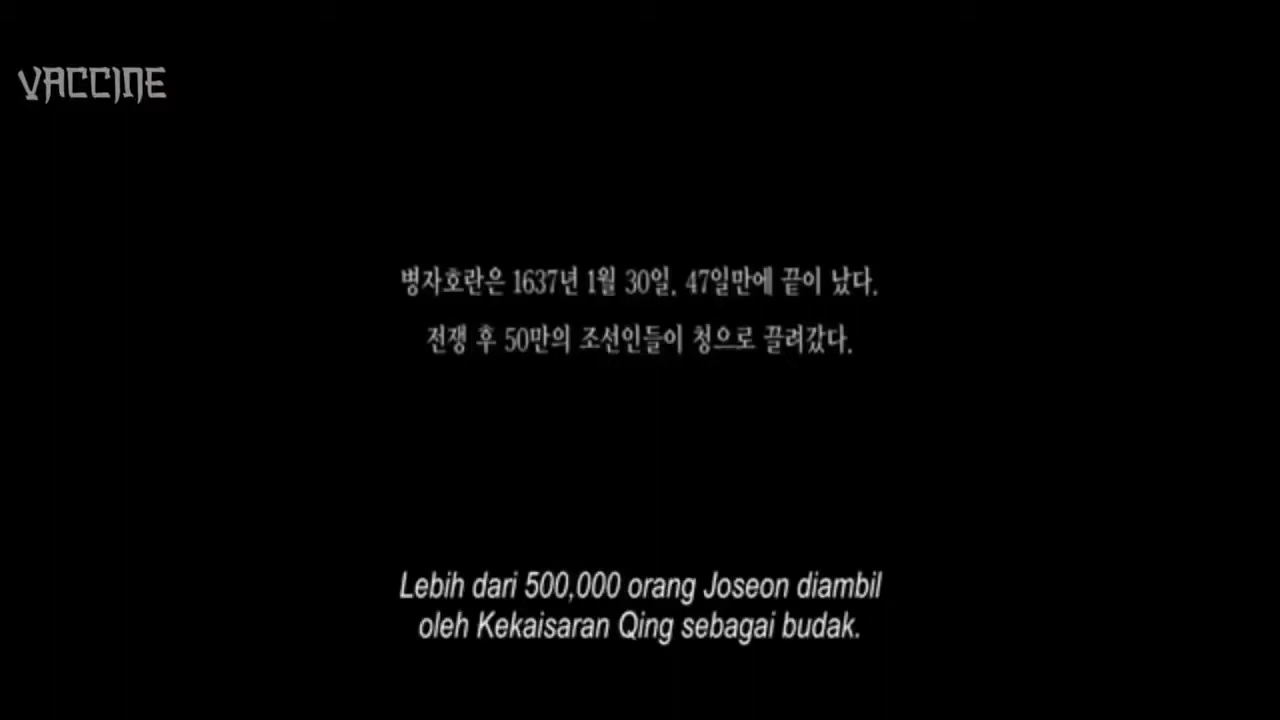 VACCINE
병자호란은 1637년 1월 30일, 47일만에 끝이 났다.
전쟁 후 50만의 조선인들이 청으로 끌려갔다.
Lebih dari 500,000 orang Joseon diambil
oleh Kekaisaran Qing sebagai budak.